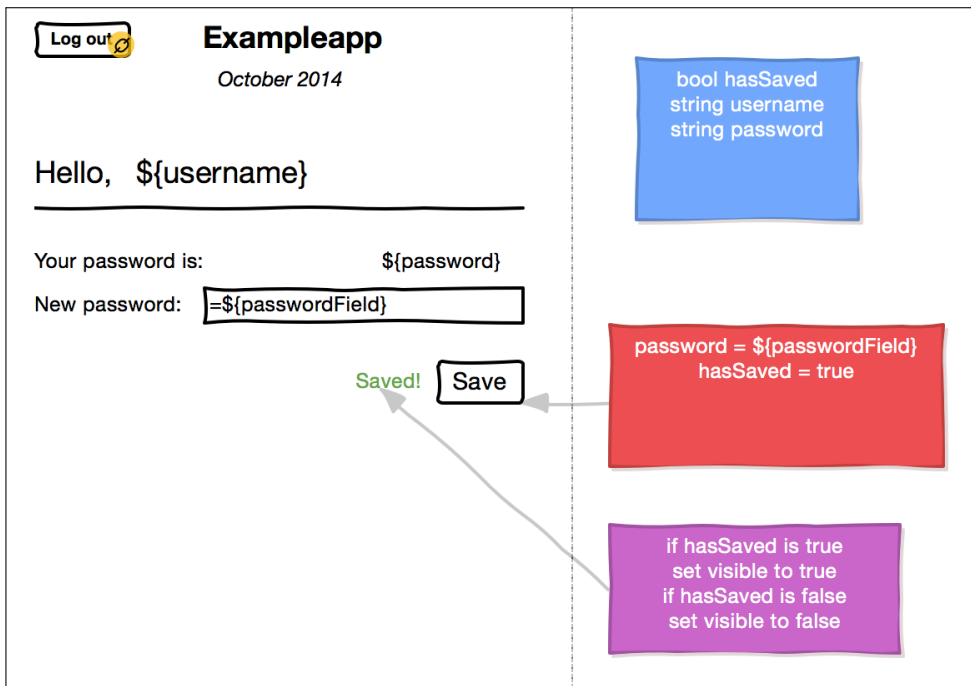 Log out
Exampleapp
October 2014
Hello, ${username}
Your password is: ${password}
New password: =${passwordField}
Saved! Save
bool hasSaved
string username
string password
password = ${passwordField}
hasSaved = true
if hasSaved is true
set visible to true
if hasSaved is false
set visible to false